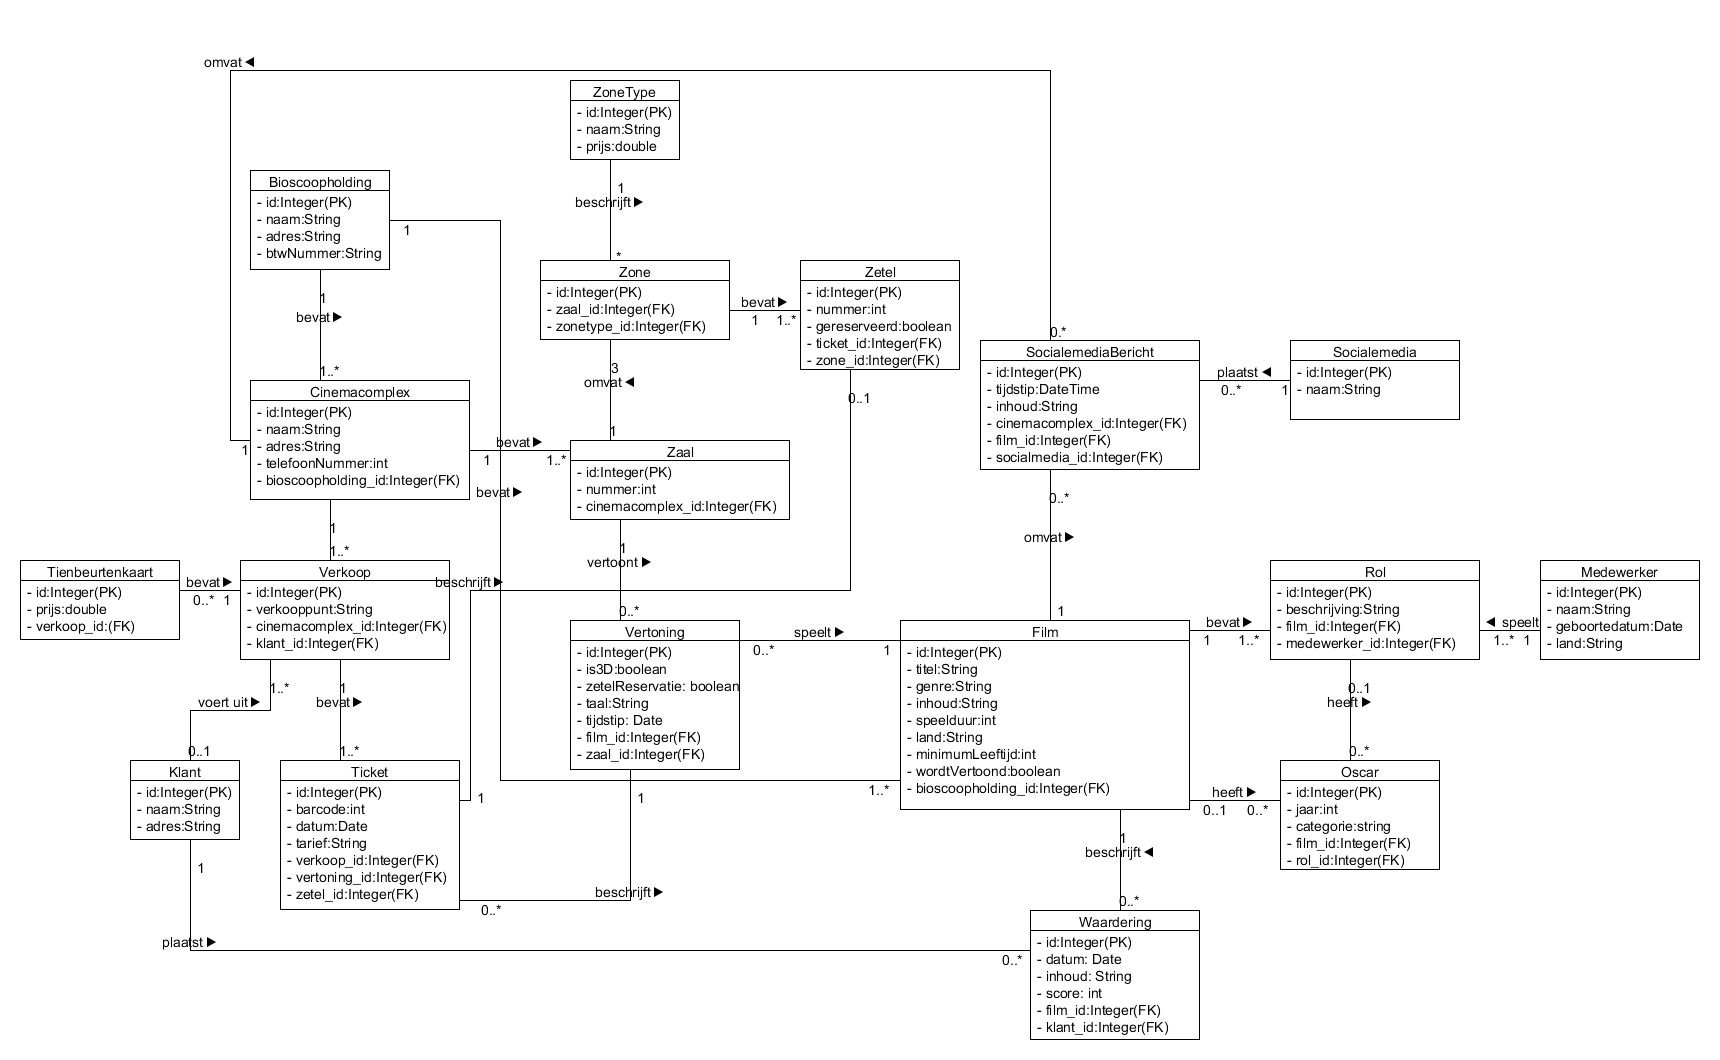 omvat ◀
ZoneType
- id:Integer(PK)
- naam:String
- prijs:double
1
beschrijft ▶
*
Bioscoopholding
- id:Integer(PK)
- naam:String
- adres:String
- btwNummer:String
1
1
bevat ▶
1..*
Zone
- id:Integer(PK)
- zaal_id:Integer(FK)
- zonetype_id:Integer(FK)
bevat ▶
1 1..*
Zetel
- id:Integer(PK)
- nummer:int
- gereserveerd:boolean
- ticket_id:Integer(FK)
- zone_id:Integer(FK)
0..1
3
omvat ◀
1
0..*
SocialemediaBericht
- id:Integer(PK)
- tijdstip:DateTime
- inhoud:String
- cinemacomplex_id:Integer(FK)
- film_id:Integer(FK)
- socialmedia_id:Integer(FK)
plaatst ◀
0..* 1
Socialemedia
- id:Integer(PK)
- naam:String
Cinemacomplex
- id:Integer(PK)
- naam:String
- adres:String
- telefoonNummer:int
- bioscoopholding_id:Integer(FK)
1
bevat ▶
1 1..*
bevat ▶
Zaal
- id:Integer(PK)
- nummer:int
- cinemacomplex_id:Integer(FK)
0..*
omvat ▶
1
1
1..*
1
vertoont ▶
0..*
Tienbeurtenkaart
- id:Integer(PK)
- prijs:double
- verkoop_id:(FK)
bevat ▶
0..* 1
Verkoop
- id:Integer(PK)
- verkooppunt:String
- cinemacomplex_id:Integer(FK)
- klant_id:Integer(FK)
beschrijft ▶
Vertoning
- id:Integer(PK)
- is3D:boolean
- zetelReservatie: boolean
- taal:String
- tijdstip: Date
- film_id:Integer(FK)
- zaal_id:Integer(FK)
speelt ▶
0..* 1
Film
- id:Integer(PK)
- titel:String
- genre:String
- inhoud:String
- speelduur:int
- land:String
- minimumLeeftijd:int
- wordtVertoond:boolean
- bioscoopholding_id:Integer(FK)
1..*
bevat ▶
1 1..*
Rol
- id:Integer(PK)
- beschrijving:String
- film_id:Integer(FK)
- medewerker_id:Integer(FK)
◀ speelt
1..* 1
Medewerker
- id:Integer(PK)
- naam:String
- geboortedatum:Date
- land:String
1..*
voert uit ▶
0..1
1
bevat ▶
1..*
0..1
heeft ▶
0..*
Klant
- id:Integer(PK)
- naam:String
- adres:String
1
Ticket
- id:Integer(PK)
- barcode:int
- datum:Date
- tarief:String
- verkoop_id:Integer(FK)
- vertoning_id:Integer(FK)
- zetel_id:Integer(FK)
1
1
beschrijft ▶
0..*
heeft ▶
0..1 0..*
Oscar
- id:Integer(PK)
- jaar:int
- categorie:string
- film_id:Integer(FK)
- rol_id:Integer(FK)
1
beschrijft ◀
0..*
plaatst ▶
0..*
Waardering
- id:Integer(PK)
- datum: Date
- inhoud: String
- score: int
- film_id:Integer(FK)
- klant_id:Integer(FK)